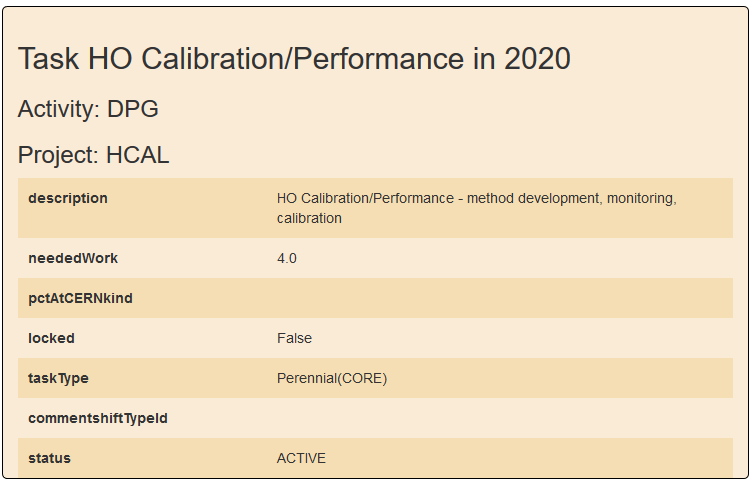 Task HO Calibration/Performance in 2020
Activity: DPG
Project: HCAL
description HO Calibration/Performance - method development, monitoring,
calibration
neededWork 4.0
pctAtCERNkind
locked False
taskType Perennial(CORE)
commentshiftTypeId
status ACTIVE